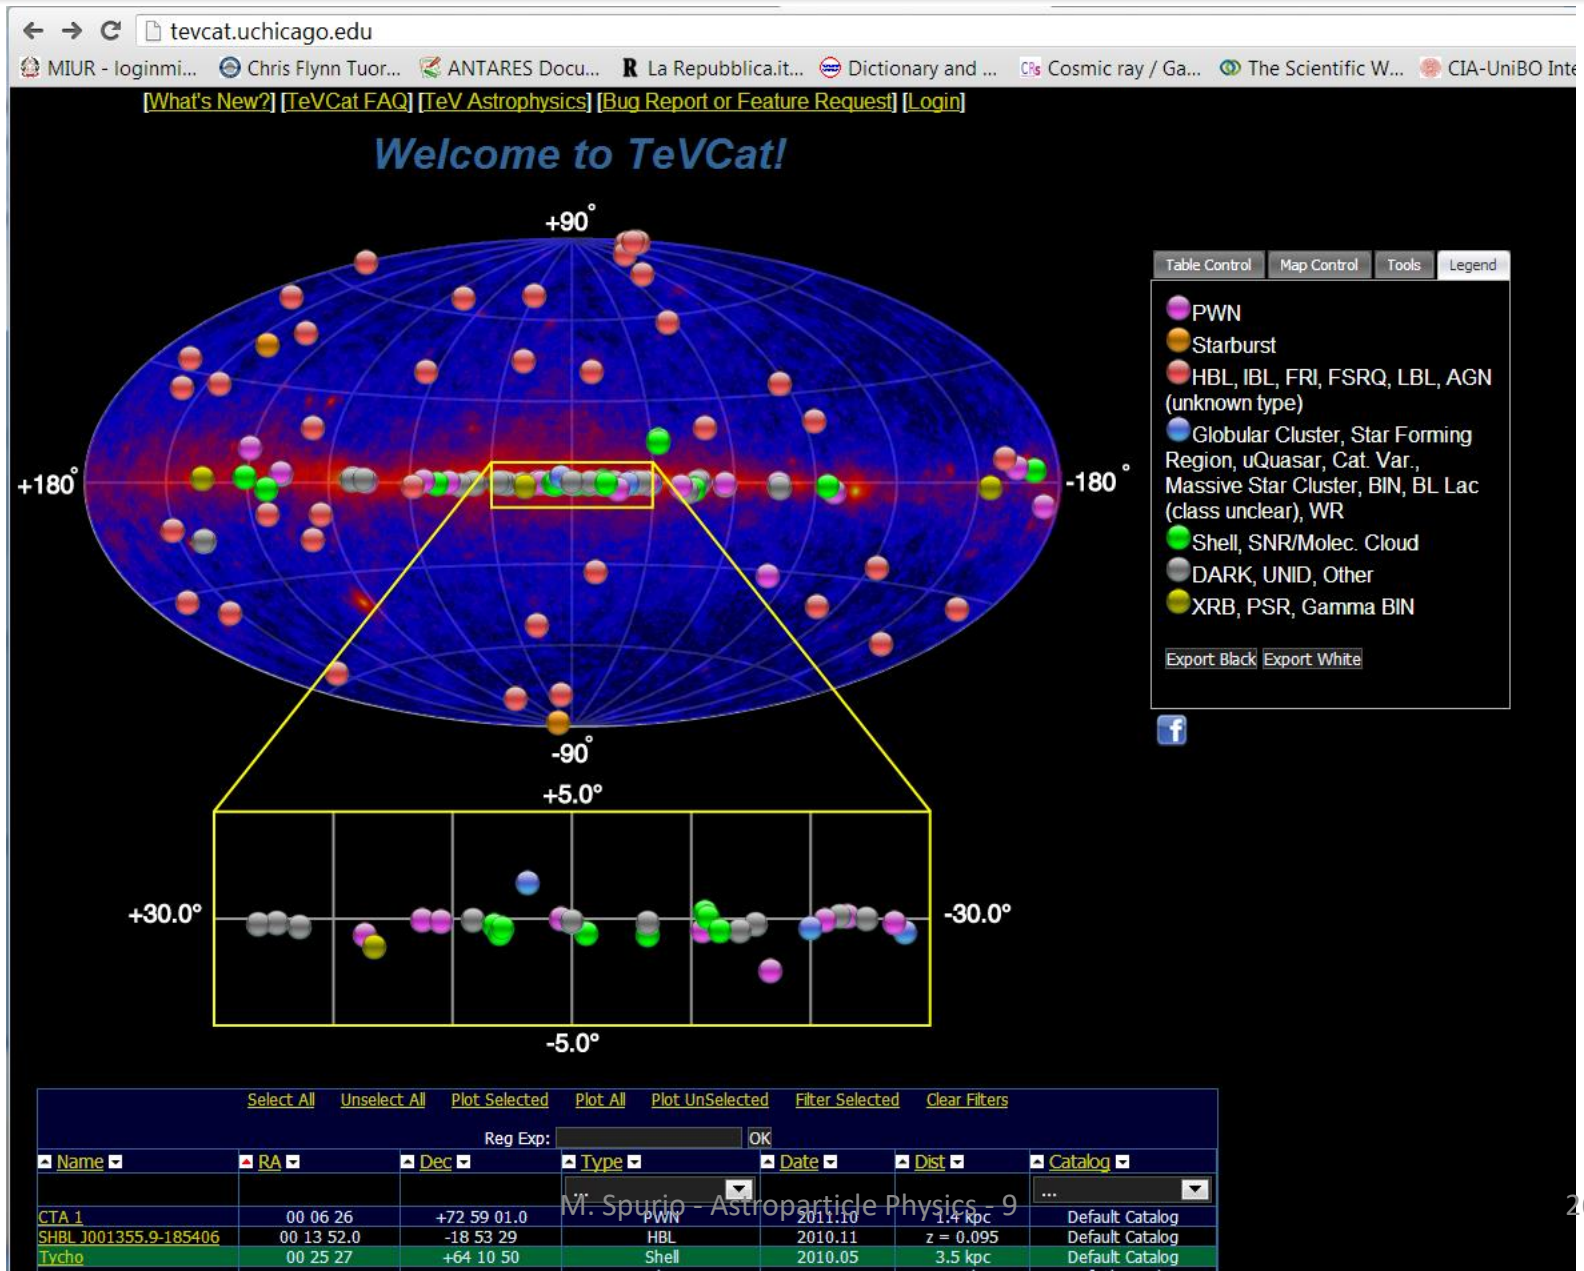 tevcat.uchicago.edu
MIUR - loginmi... Chris Flynn Tuor... ANTARES Docu... R La Repubblica.it... Dictionary and ... CRs Cosmic ray / Ga... The Scientific W... CIA-UniBO Inte
[What's New?] [TeVCat FAQ] [TeV Astrophysics] [Bug Report or Feature Request] [Login]
Welcome to TeVCat!
+90°
+180°
-180°
-90°
Table Control Map Control Tools Legend
PWN
Starburst
HBL, IBL, FRI, FSRQ, LBL, AGN
(unknown type)
Globular Cluster, Star Forming
Region, uQuasar, Cat. Var.,
Massive Star Cluster, BIN, BL Lac
(class unclear), WR
Shell, SNR/Molec. Cloud
DARK, UNID, Other
XRB, PSR, Gamma BIN
Export Black Export White
f
+5.0°
+30.0°
-30.0°
-5.0°
Select All Unselect All Plot Selected Plot All Plot UnSelected Filter Selected Clear Filters
Reg Exp: OK
Name RA Dec Type Date Dist Catalog
... ...
M. Spurio - Astroparticle Physics - 9
CTA 1 00 06 26 +72 59 01.0 PWN 2011.10 1.4 kpc Default Catalog
SHBL J001355.9-185406 00 13 52.0 -18 53 29 HBL 2010.11 z = 0.095 Default Catalog
Tycho 00 25 27 +64 10 50 Shell 2010.05 3.5 kpc Default Catalog